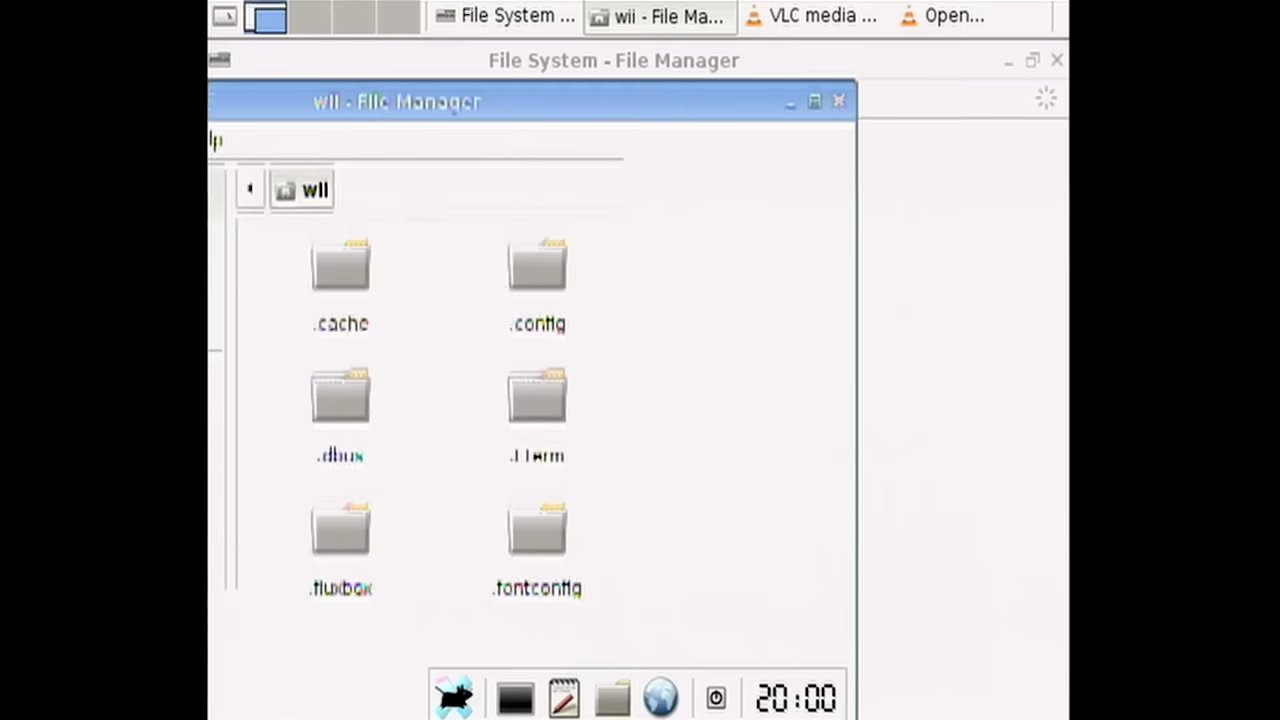 File System ... wii - File Ma... VLC media ... Open...
File System - File Manager
wii - File Manager
lp
wii
.cache .config
.dbus
.fluxbox .fontconfig
20:00